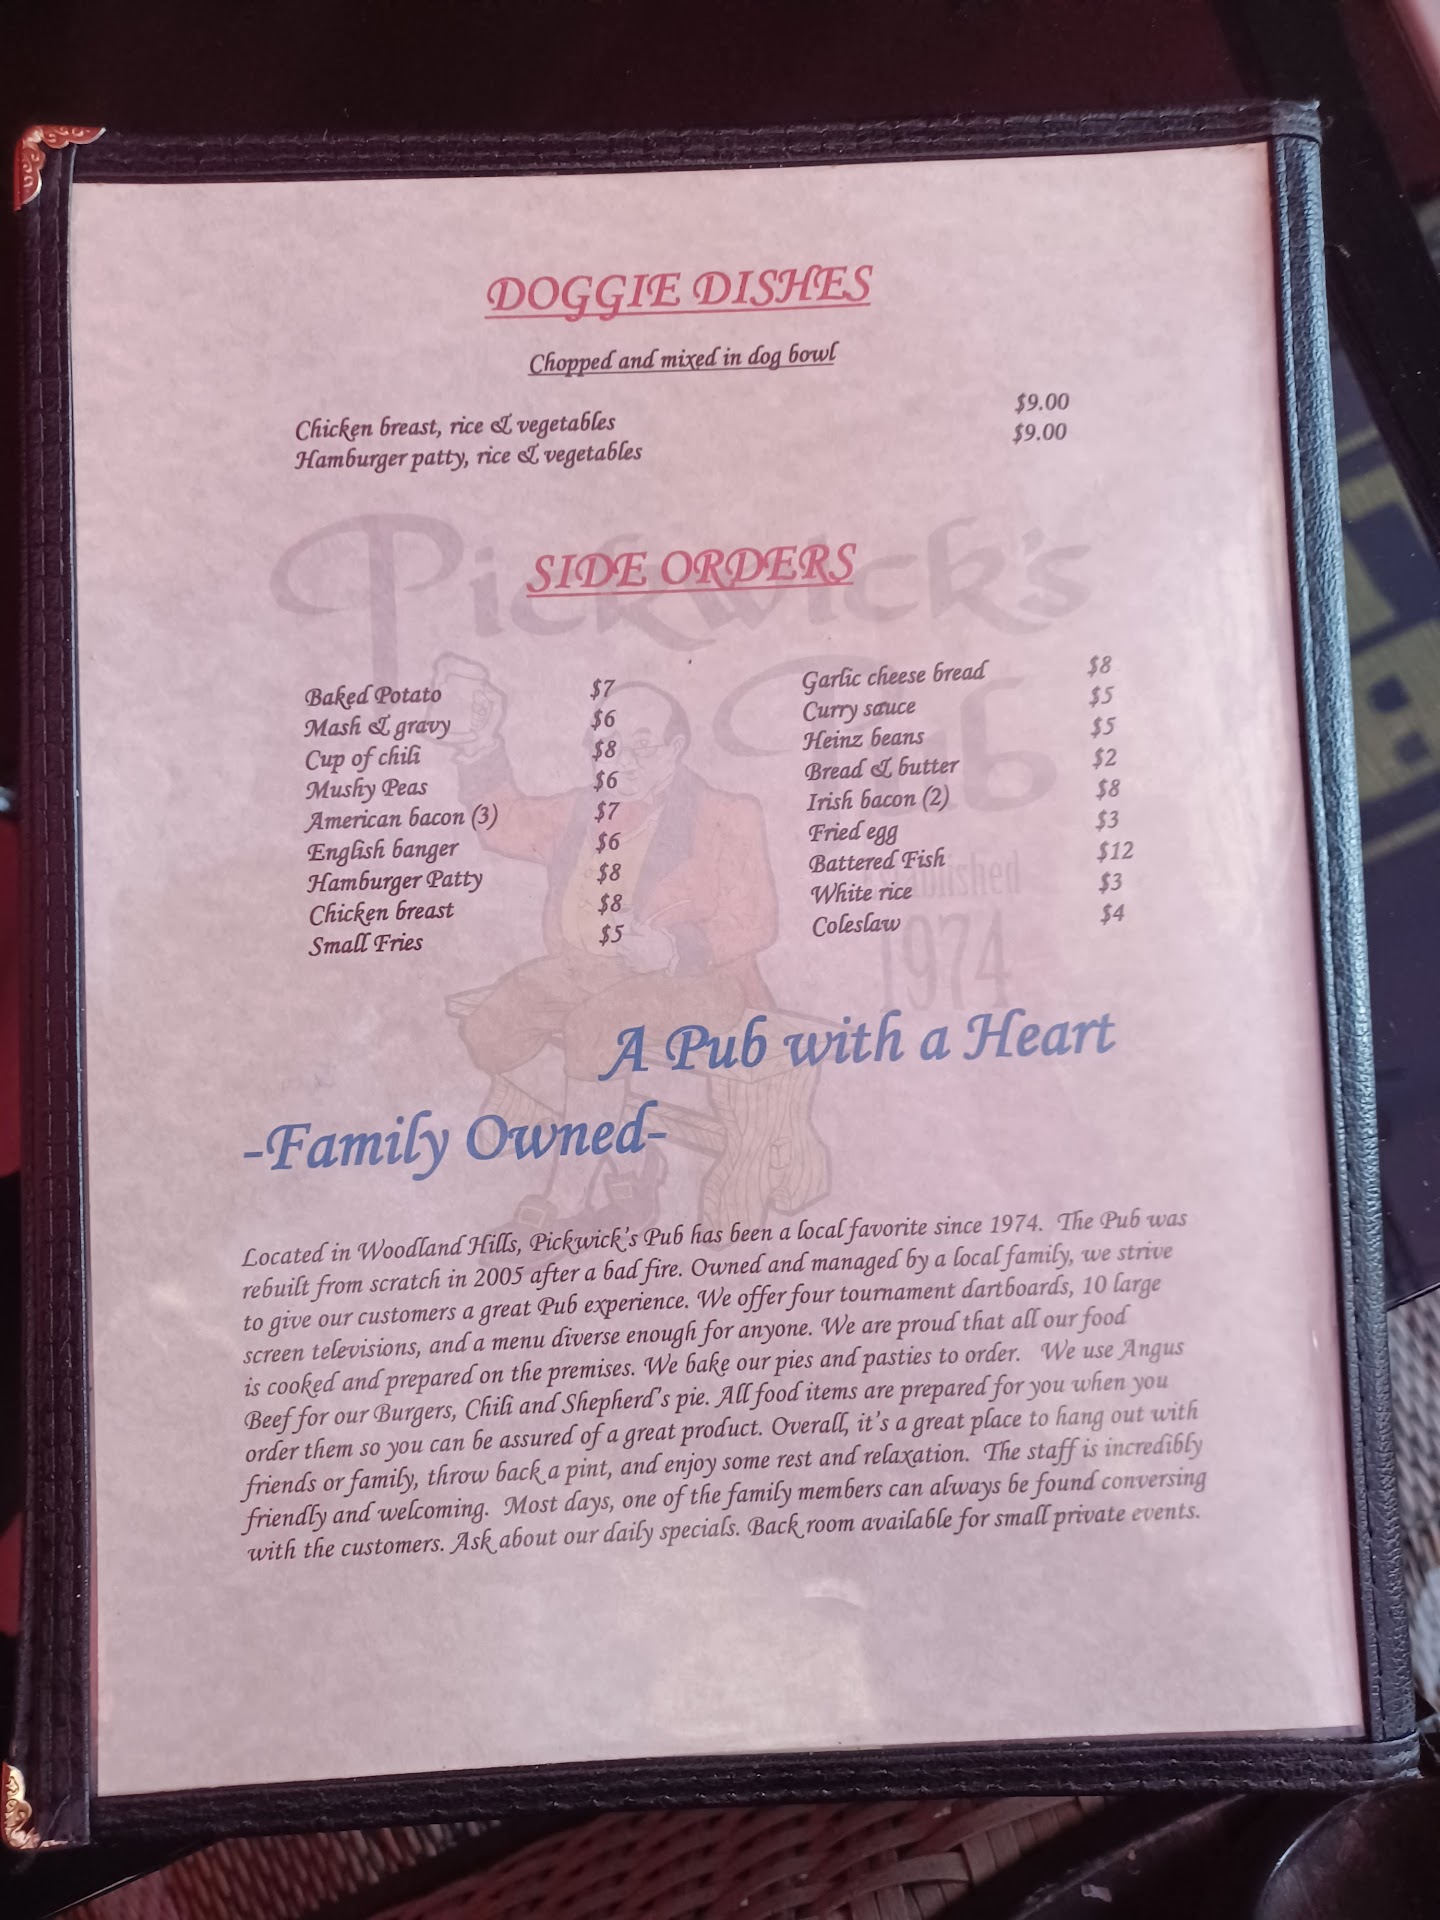 DOGGIE DISHES
Chopped and mixed in dog bowl
Chicken breast, rice & vegetables $9.00
Hamburger patty, rice & vegetables $9.00
Pickwick's
Pub
Established
1974
SIDE ORDERS
Baked Potato $7
Mash & gravy $6
Cup of chili $8
Mushy Peas $6
American bacon (3) $7
English banger $6
Hamburger Patty $8
Chicken breast $8
Small Fries $5
Garlic cheese bread $8
Curry sauce $5
Heinz beans $5
Bread & butter $2
Irish bacon (2) $8
Fried egg $3
Battered Fish $12
White rice $3
Coleslaw $4
A Pub with a Heart
-Family Owned-
Located in Woodland Hills, Pickwick's Pub has been a local favorite since 1974. The Pub was
rebuilt from scratch in 2005 after a bad fire. Owned and managed by a local family, we strive
to give our customers a great Pub experience. We offer four tournament dartboards, 10 large
screen televisions, and a menu diverse enough for anyone. We are proud that all our food
is cooked and prepared on the premises. We bake our pies and pasties to order. We use Angus
Beef for our Burgers, Chili and Shepherd's pie. All food items are prepared for you when you
order them so you can be assured of a great product. Overall, it's a great place to hang out with
friends or family, throw back a pint, and enjoy some rest and relaxation. The staff is incredibly
friendly and welcoming. Most days, one of the family members can always be found conversing
with the customers. Ask about our daily specials. Back room available for small private events.